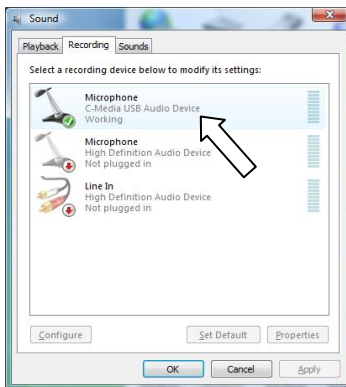 Sound
Playback Recording Sounds
Select a recording device below to modify its settings:
Microphone
C-Media USB Audio Device
Working
Microphone
High Definition Audio Device
Not plugged in
Line In
High Definition Audio Device
Not plugged in
Configure Set Default Properties
OK Cancel Apply